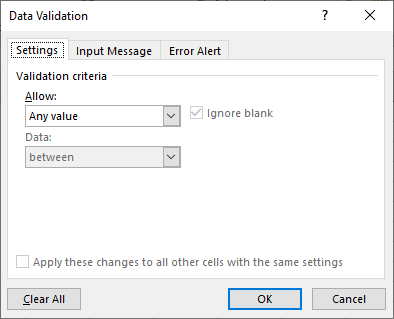 Data Validation ? ×
Settings Input Message Error Alert
Validation criteria
Allow:
Any value Ignore blank
Data:
between
Apply these changes to all other cells with the same settings
Clear All OK Cancel